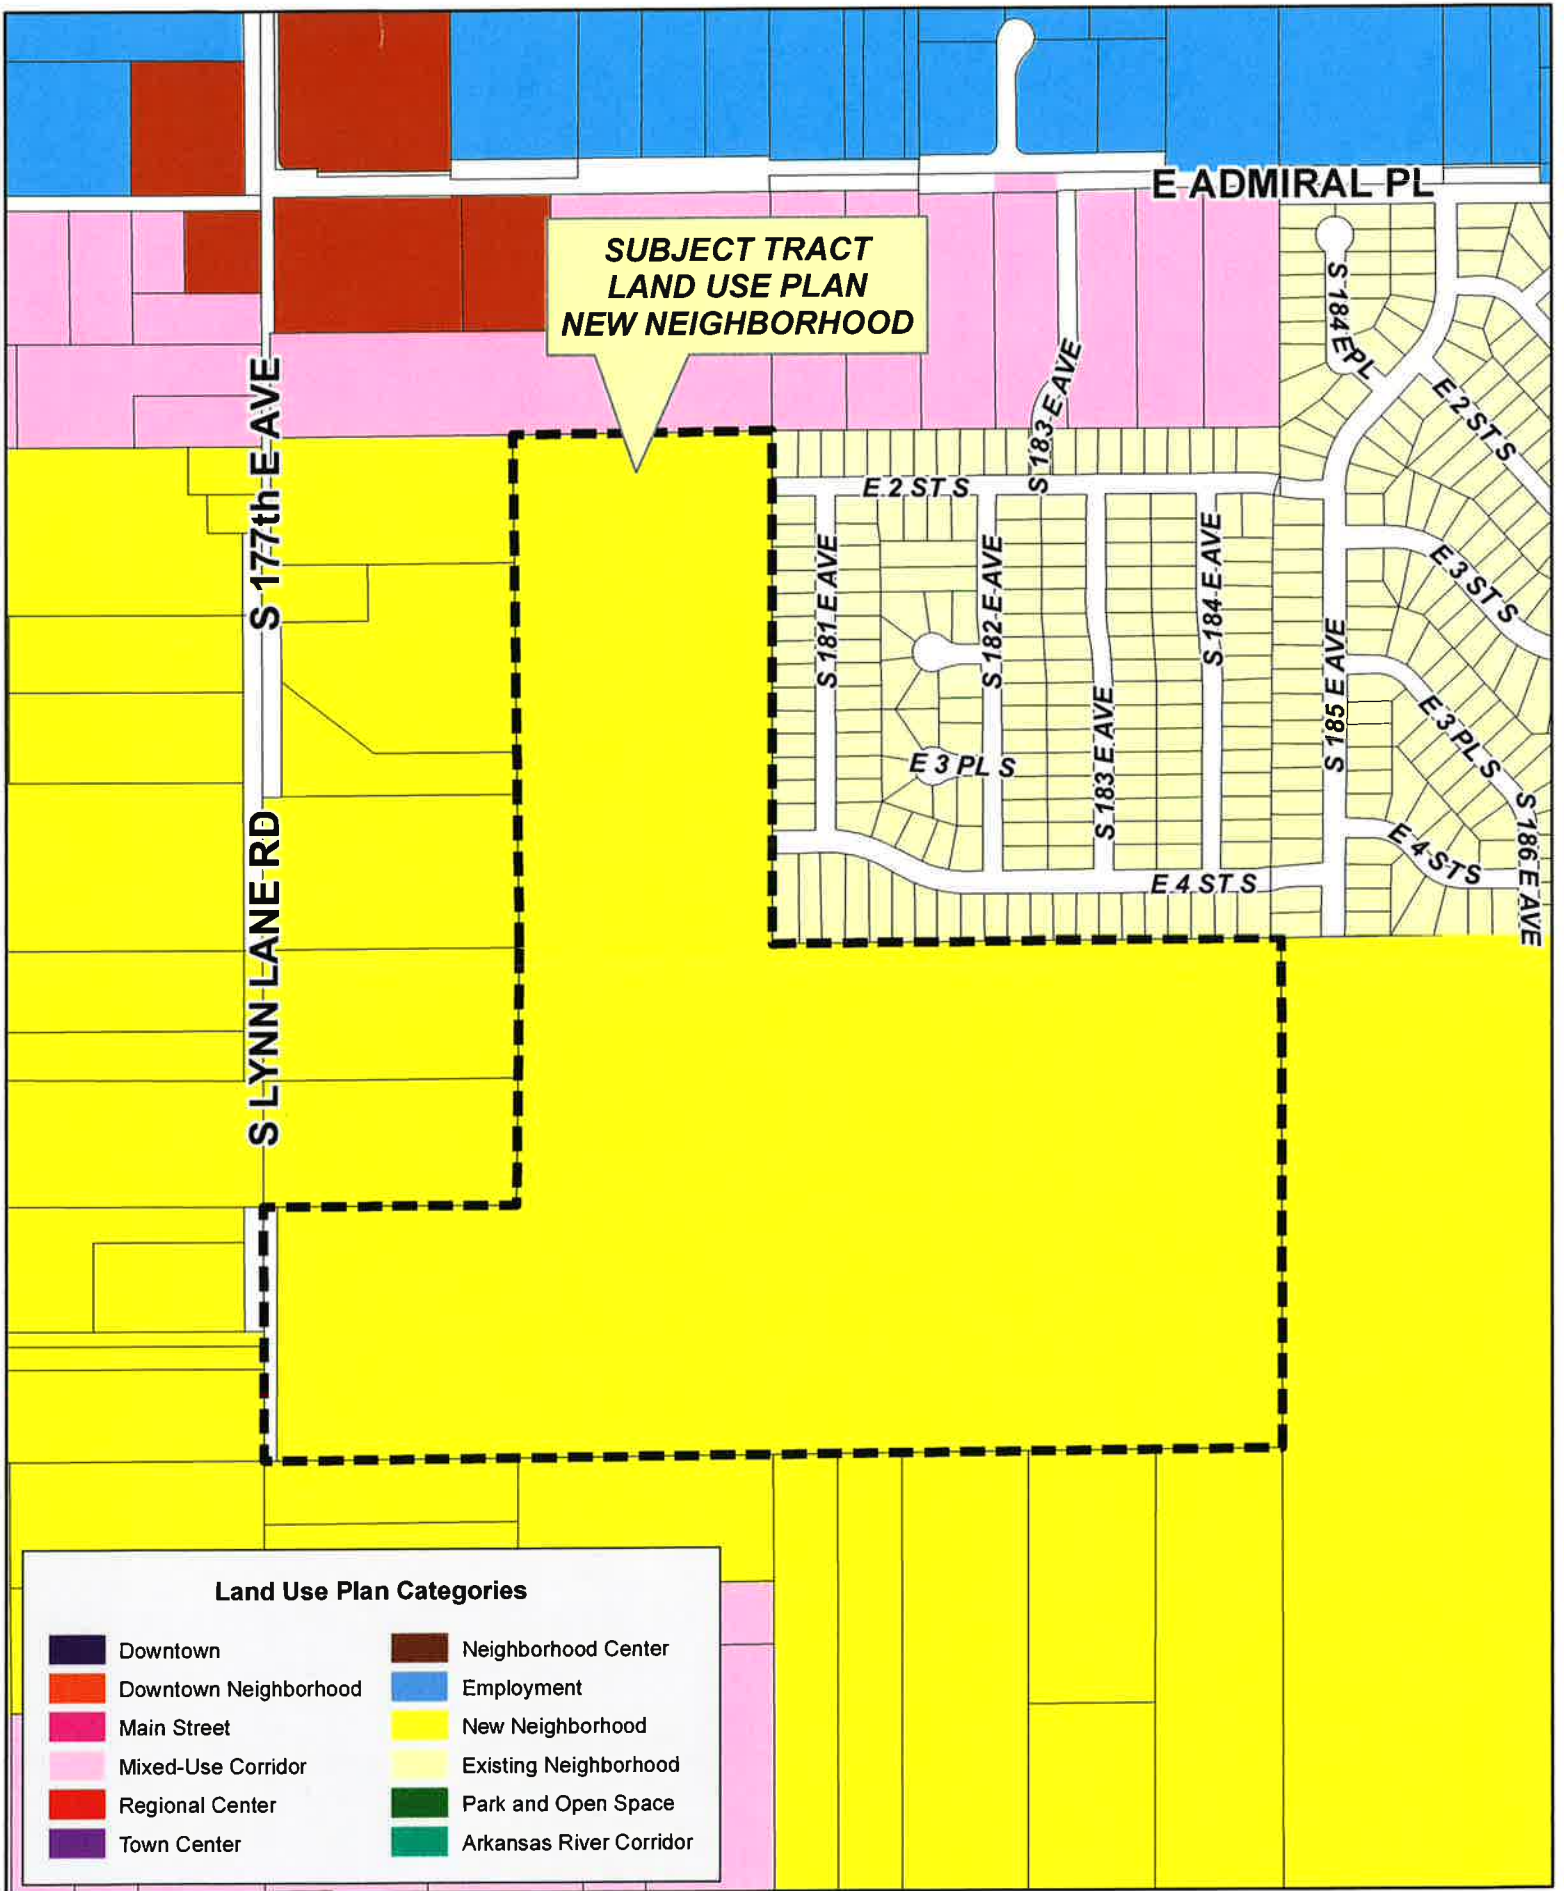 E ADMIRAL PL
SUBJECT TRACT
LAND USE PLAN
NEW NEIGHBORHOOD
S 184 E PL
S 183 E AVE
E 2 ST S
S 177th E AVE
E 2 ST S
S 181 E AVE
S 182 E AVE
S 184 E AVE
E 3 ST S
S 185 E AVE
S 183 E AVE
E 3 PL S
E 3 PL S
S 186 E AVE
E 4 ST S
E 4 ST S
S LYNN LANE RD
Land Use Plan Categories
Downtown
Downtown Neighborhood
Main Street
Mixed-Use Corridor
Regional Center
Town Center
Neighborhood Center
Employment
New Neighborhood
Existing Neighborhood
Park and Open Space
Arkansas River Corridor